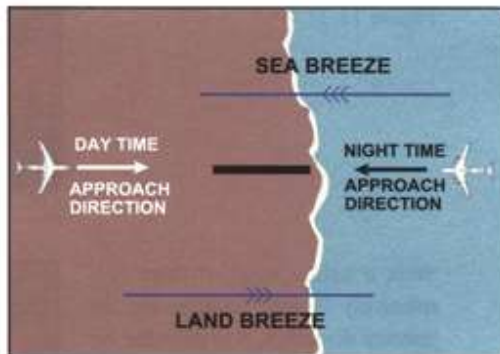 SEA BREEZE
DAY TIME
APPROACH
DIRECTION
NIGHT TIME
APPROACH
DIRECTION
LAND BREEZE